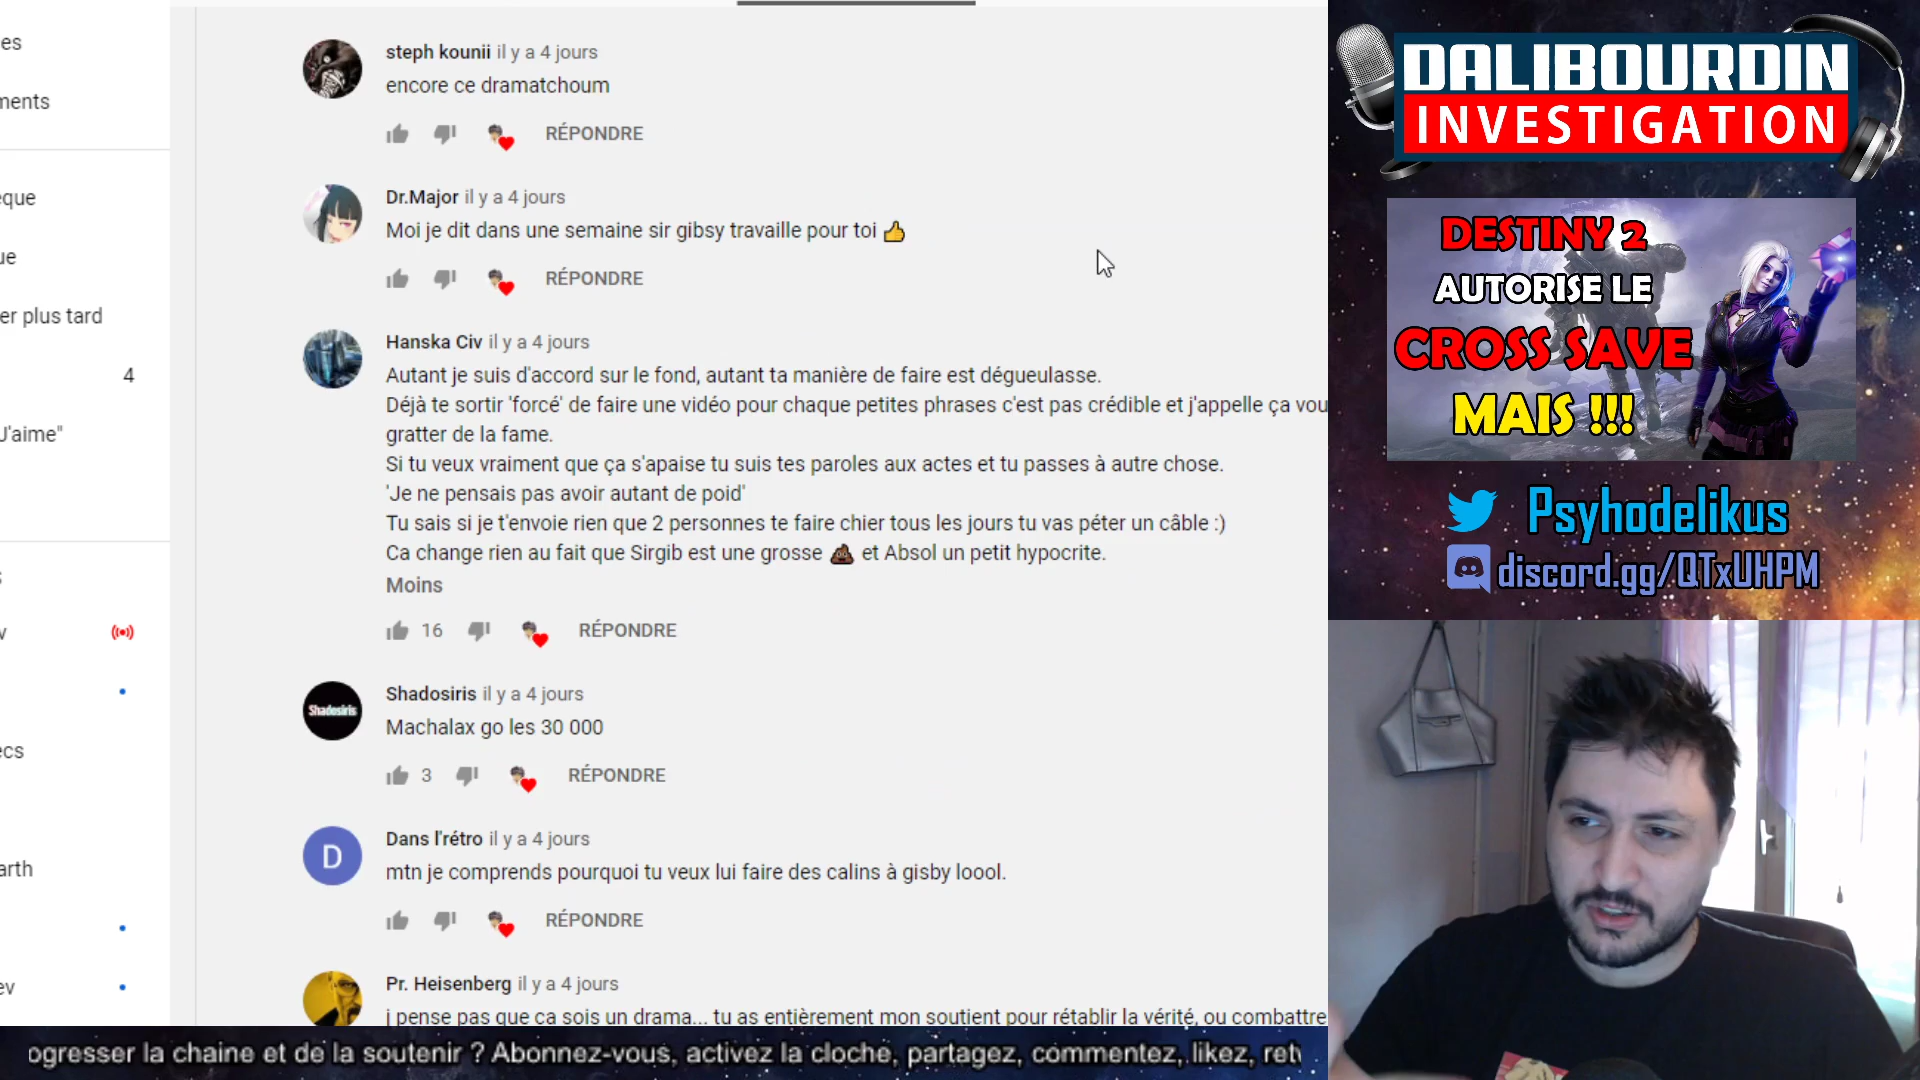 es
ments
eque
ue
er plus tard
4
J'aime"
ecs
arth
ev
steph kounii il y a 4 jours
encore ce dramatchoum
RÉPONDRE
Dr.Major il y a 4 jours
Moi je dit dans une semaine sir gibsy travaille pour toi 👍
RÉPONDRE
Hanska Civ il y a 4 jours
Autant je suis d'accord sur le fond, autant ta manière de faire est dégueulasse.
Déjà te sortir 'forcé' de faire une vidéo pour chaque petites phrases c'est pas crédible et j'appelle ça vou
gratter de la fame.
Si tu veux vraiment que ça s'apaise tu suis tes paroles aux actes et tu passes à autre chose.
'Je ne pensais pas avoir autant de poid'
Tu sais si je t'envoie rien que 2 personnes te faire chier tous les jours tu vas péter un câble :)
Ca change rien au fait que Sirgib est une grosse 💩 et Absol un petit hypocrite.
Moins
16 RÉPONDRE
Shadosiris
Shadosiris il y a 4 jours
Machalax go les 30 000
3 RÉPONDRE
D
Dans l'rétro il y a 4 jours
mtn je comprends pourquoi tu veux lui faire des calins à gisby loool.
RÉPONDRE
Pr. Heisenberg il y a 4 jours
j pense pas que ca sois un drama... tu as entièrement mon soutient pour rétablir la vérité, ou combattre
ogresser la chaine et de la soutenir ? Abonnez-vous, activez la cloche, partagez, commentez, likez, ret
DALIBOURDIN
INVESTIGATION
DESTINY 2
AUTORISE LE
CROSS SAVE
MAIS !!!
Psyhodelikus
discord.gg/QTxUHPM